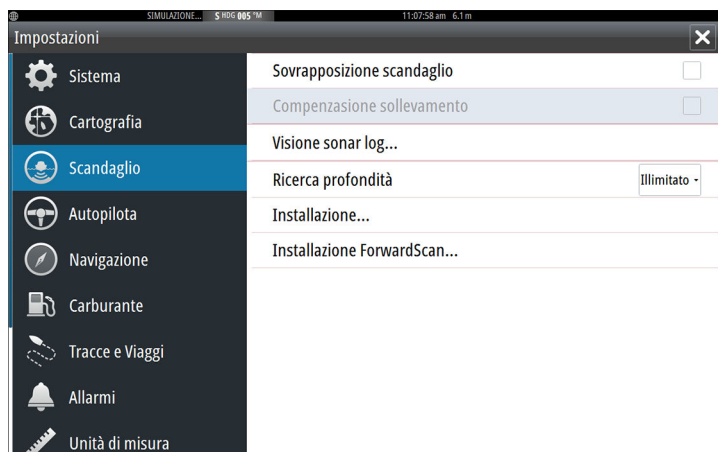 SIMULAZIONE... S HDG 005 °M 11:07:58 am 6.1 m
Impostazioni
Sistema
Cartografia
Scandaglio
Autopilota
Navigazione
Carburante
Tracce e Viaggi
Allarmi
Unità di misura
Sovrapposizione scandaglio
Compenzasione sollevamento
Visione sonar log...
Ricerca profondità Illimitato
Installazione...
Installazione ForwardScan...